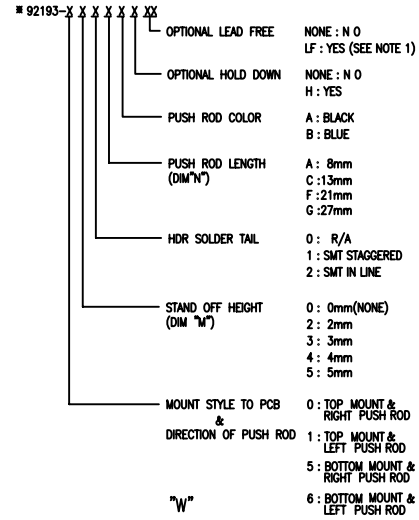 * 92193-X X X X X X XX
OPTIONAL LEAD FREE NONE : N O
LF : YES (SEE NOTE 1)
OPTIONAL HOLD DOWN NONE : N O
H : YES
PUSH ROD COLOR A : BLACK
B : BLUE
PUSH ROD LENGTH A : 8mm
(DIM"N") C :13mm
F :21mm
G :27mm
HDR SOLDER TAIL 0 : R/A
1 : SMT STAGGERED
2 : SMT IN LINE
STAND OFF HEIGHT 0 : 0mm(NONE)
(DIM "M") 2 : 2mm
3 : 3mm
4 : 4mm
5 : 5mm
MOUNT STYLE TO PCB 0 : TOP MOUNT &
& RIGHT PUSH ROD
DIRECTION OF PUSH ROD 1 : TOP MOUNT &
LEFT PUSH ROD
5 : BOTTOM MOUNT &
RIGHT PUSH ROD
"W" 6 : BOTTOM MOUNT &
LEFT PUSH ROD